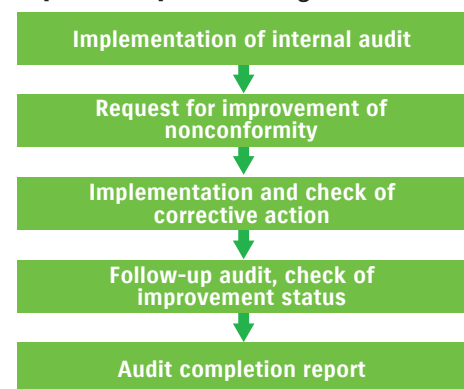 Implementation of internal audit
Request for improvement of
nonconformity
Implementation and check of
corrective action
Follow-up audit, check of
improvement status
Audit completion report